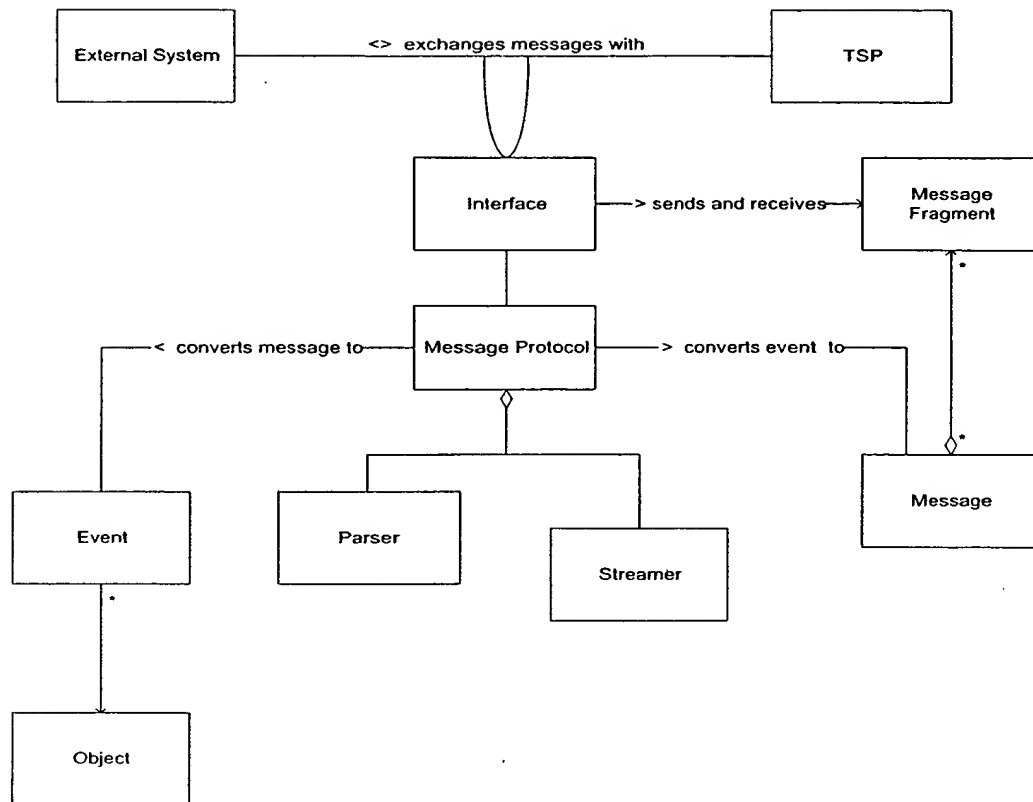 External System
<> exchanges messages with
TSP
Interface
> sends and receives
Message
Fragment
*
< converts message to
Message Protocol
> converts event to
*
Event
Parser
Message
Streamer
*
Object